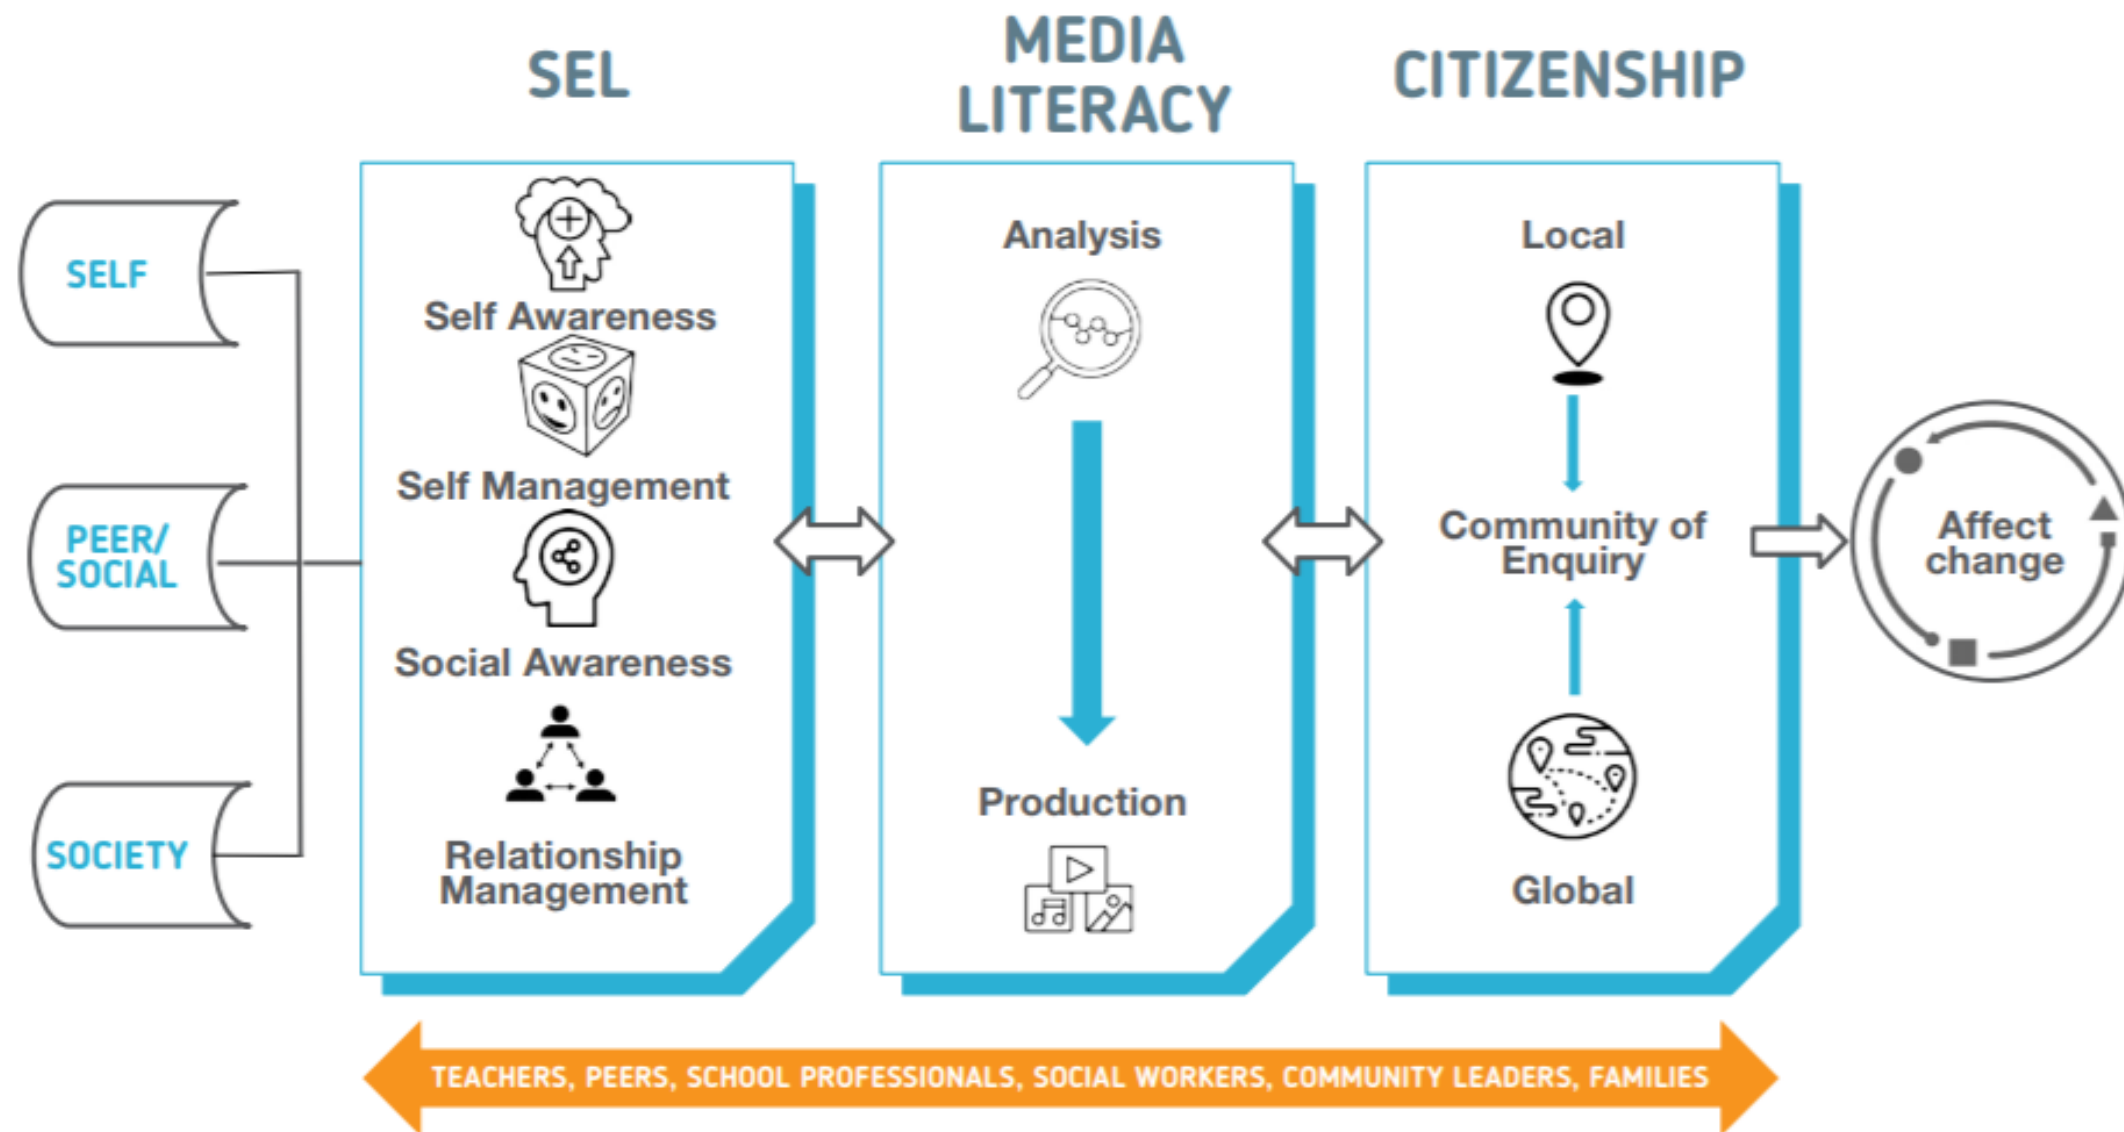 SEL
MEDIA
LITERACY
CITIZENSHIP
SELF
PEER/
SOCIAL
SOCIETY
Self Awareness
Self Management
Social Awareness
Relationship
Management
Analysis
Production
Local
Community of
Enquiry
Global
Affect
change
TEACHERS, PEERS, SCHOOL PROFESSIONALS, SOCIAL WORKERS, COMMUNITY LEADERS, FAMILIES